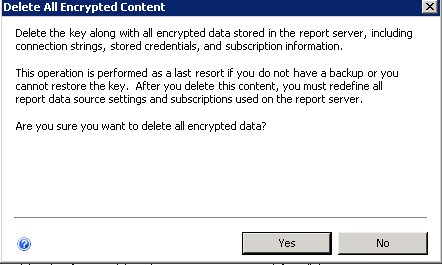 Delete All Encrypted Content
Delete the key along with all encrypted data stored in the report server, including
connection strings, stored credentials, and subscription information.
This operation is performed as a last resort if you do not have a backup or you
cannot restore the key. After you delete this content, you must redefine all
report data source settings and subscriptions used on the report server.
Are you sure you want to delete all encrypted data?
Yes
No